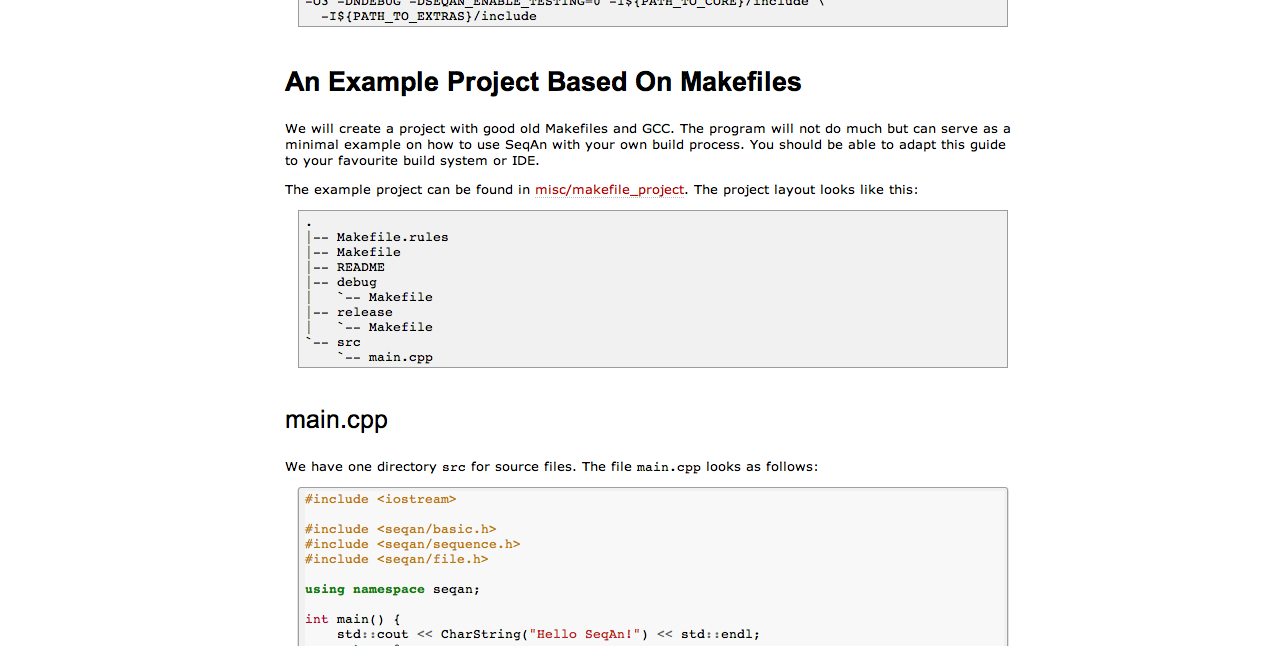 -O3 -DNDEBUG -DSEQAN_ENABLE_TESTING=0 -I${PATH_TO_CORE}/include \
  -I${PATH_TO_EXTRAS}/include
An Example Project Based On Makefiles
We will create a project with good old Makefiles and GCC. The program will not do much but can serve as a
minimal example on how to use SeqAn with your own build process. You should be able to adapt this guide
to your favourite build system or IDE.
The example project can be found in misc/makefile_project. The project layout looks like this:
.
|-- Makefile.rules
|-- Makefile
|-- README
|-- debug
|   `-- Makefile
|-- release
|   `-- Makefile
`-- src
    `-- main.cpp
main.cpp
We have one directory src for source files. The file main.cpp looks as follows:
#include <iostream>
#include <seqan/basic.h>
#include <seqan/sequence.h>
#include <seqan/file.h>
using namespace seqan;
int main() {
    std::cout << CharString("Hello SeqAn!") << std::endl;